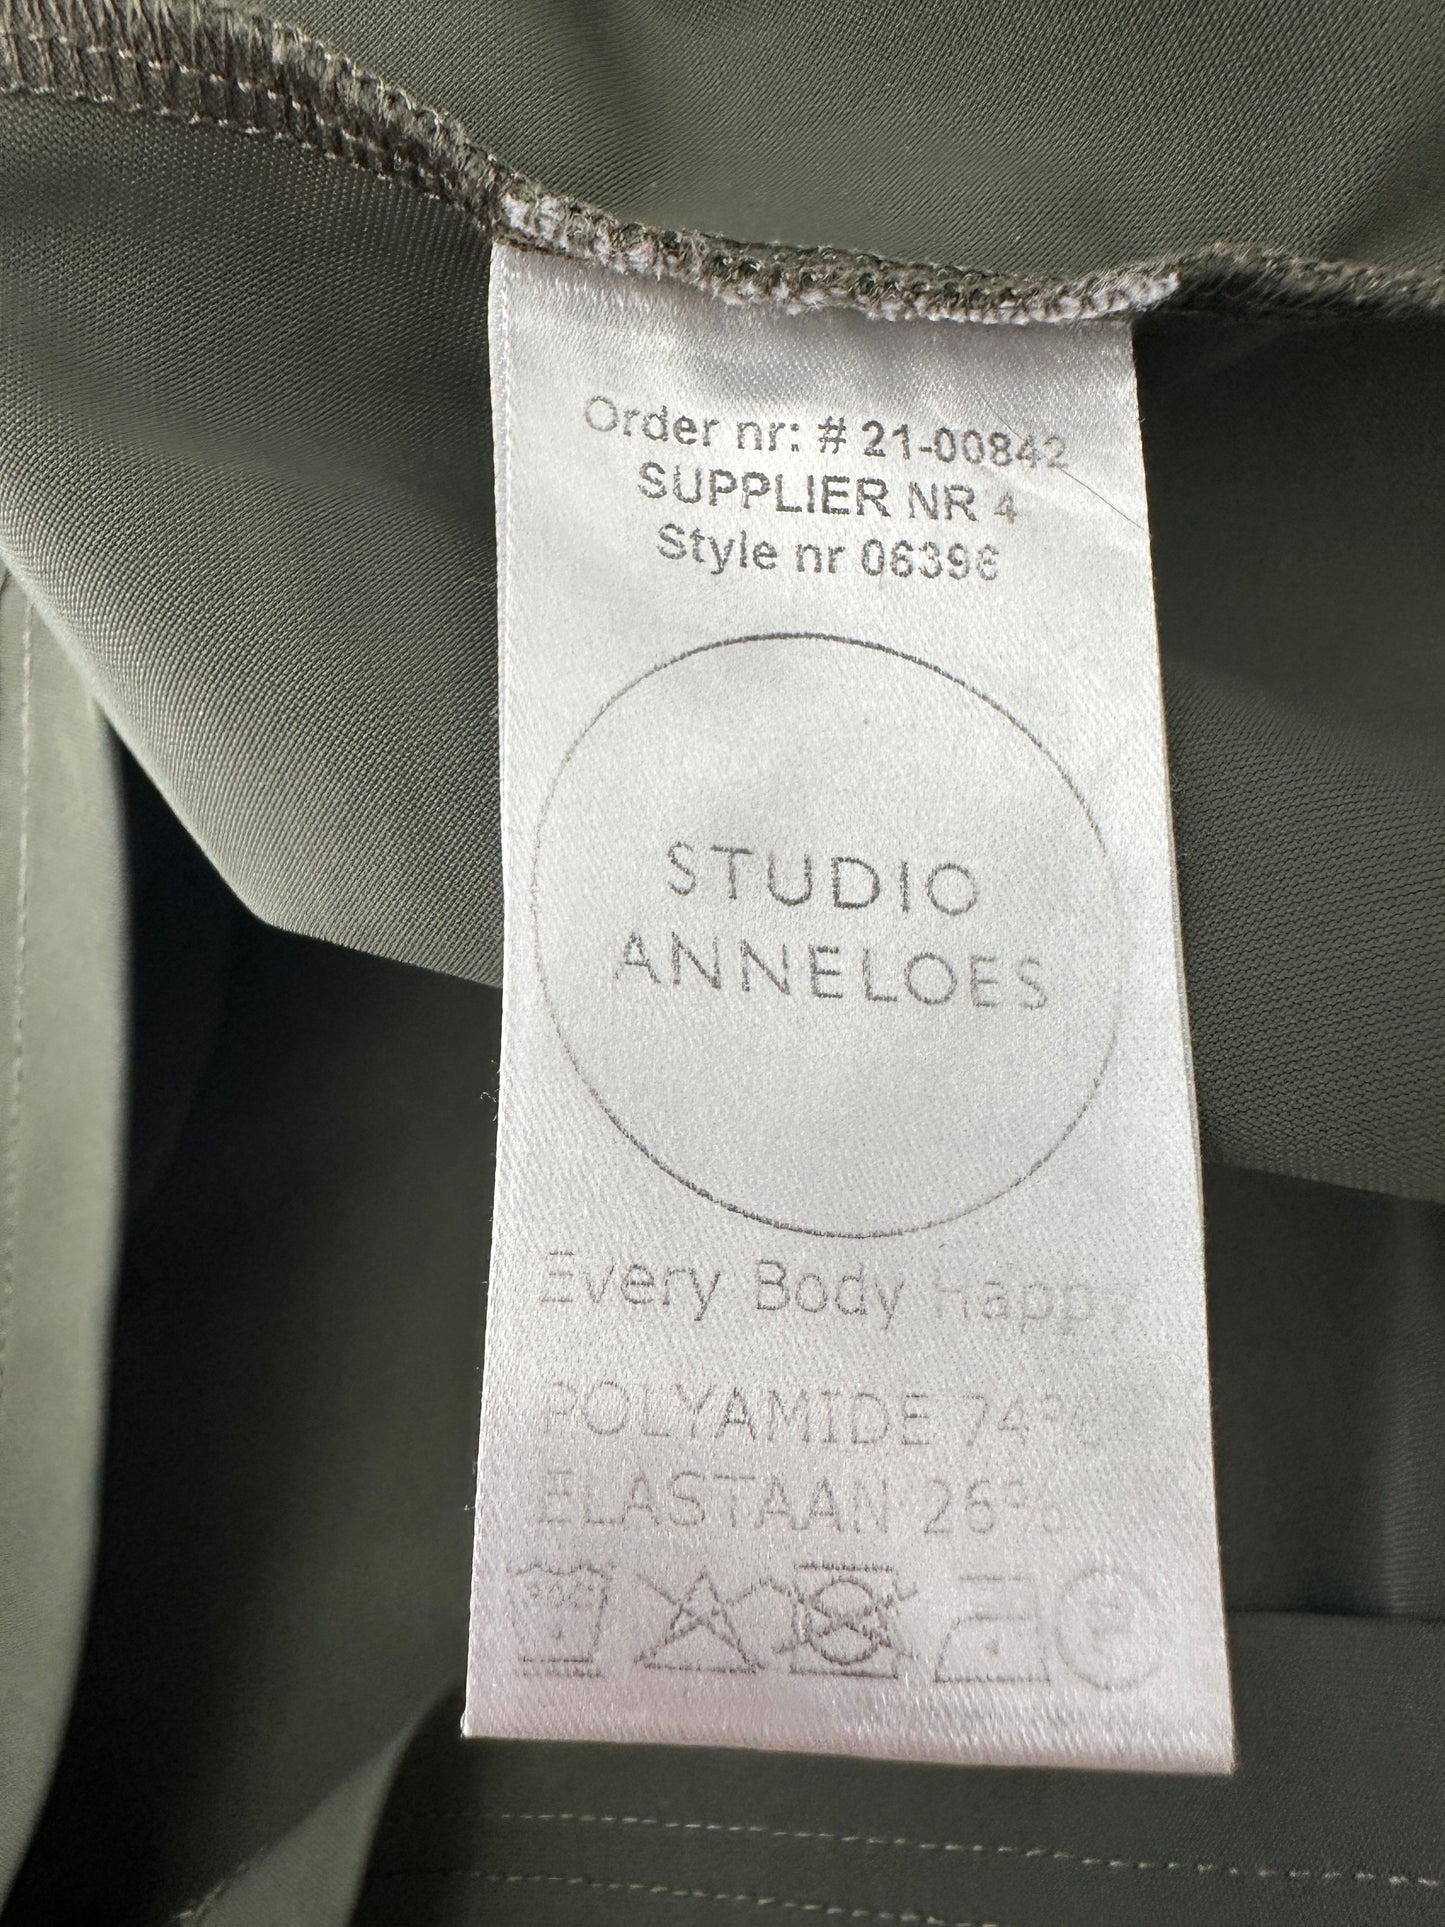 Order nr: # 21-00842
SUPPLIER NR 4
Style nr 06396
STUDIO
ANNELOES
Every Body Happy
POLYAMIDE 74%
ELASTAAN 26%